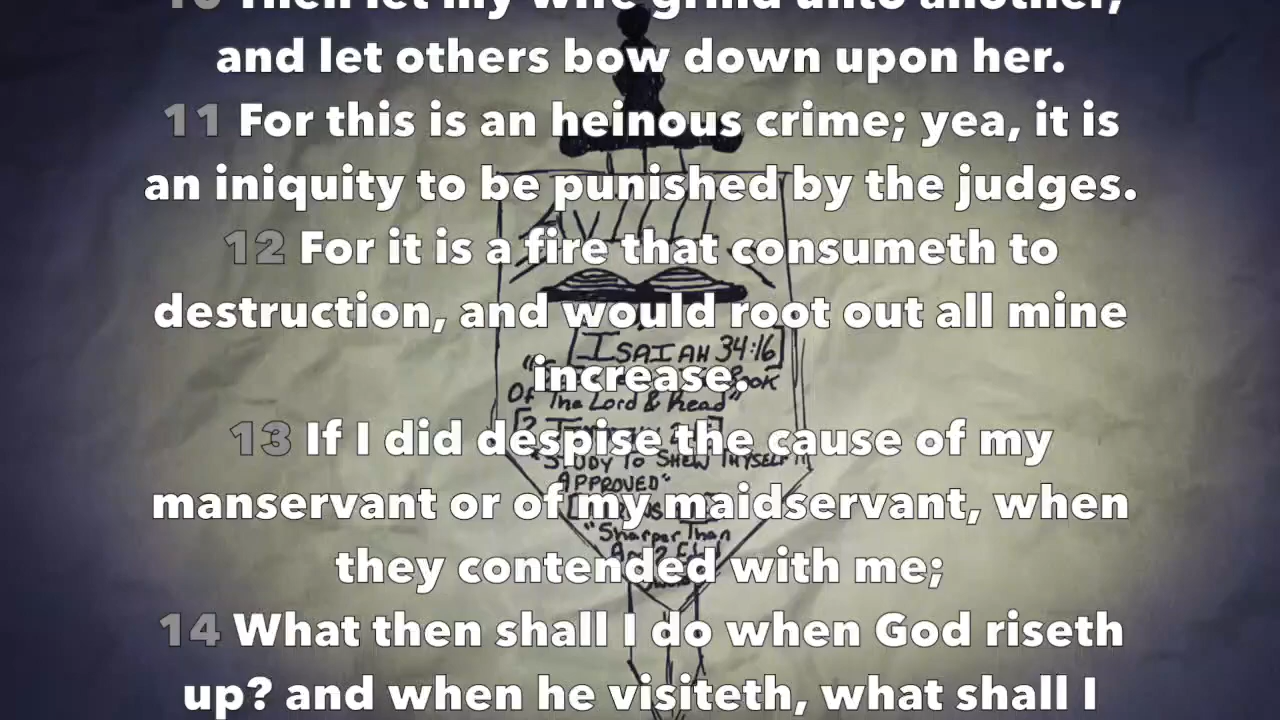 10 Then let my wife grind unto another,
and let others bow down upon her.
11 For this is an heinous crime; yea, it is
an iniquity to be punished by the judges.
12 For it is a fire that consumeth to
destruction, and would root out all mine
[ISAIAH 34:16]
increase.
Of The Lord & Read"
13 If I did despise the cause of my
"STUDY TO SHEW THYSELF
APPROVED"
manservant or of my maidservant, when
"Sharper Than
they contended with me;
14 What then shall I do when God riseth
up? and when he visiteth, what shall I